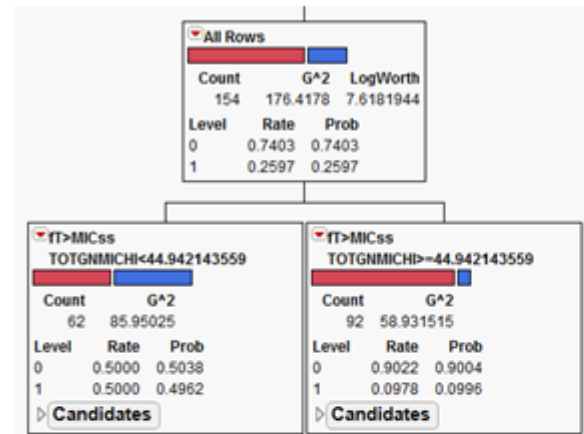 All Rows
Count G^2 LogWorth
154 176.4178 7.6181944
Level Rate Prob
0 0.7403 0.7403
1 0.2597 0.2597
fT>MICss
TOTGNMICHI<44.942143559
Count G^2
62 85.95025
Level Rate Prob
0 0.5000 0.5038
1 0.5000 0.4962
Candidates
fT>MICss
TOTGNMICHI>=44.942143559
Count G^2
92 58.931515
Level Rate Prob
0 0.9022 0.9004
1 0.0978 0.0996
Candidates